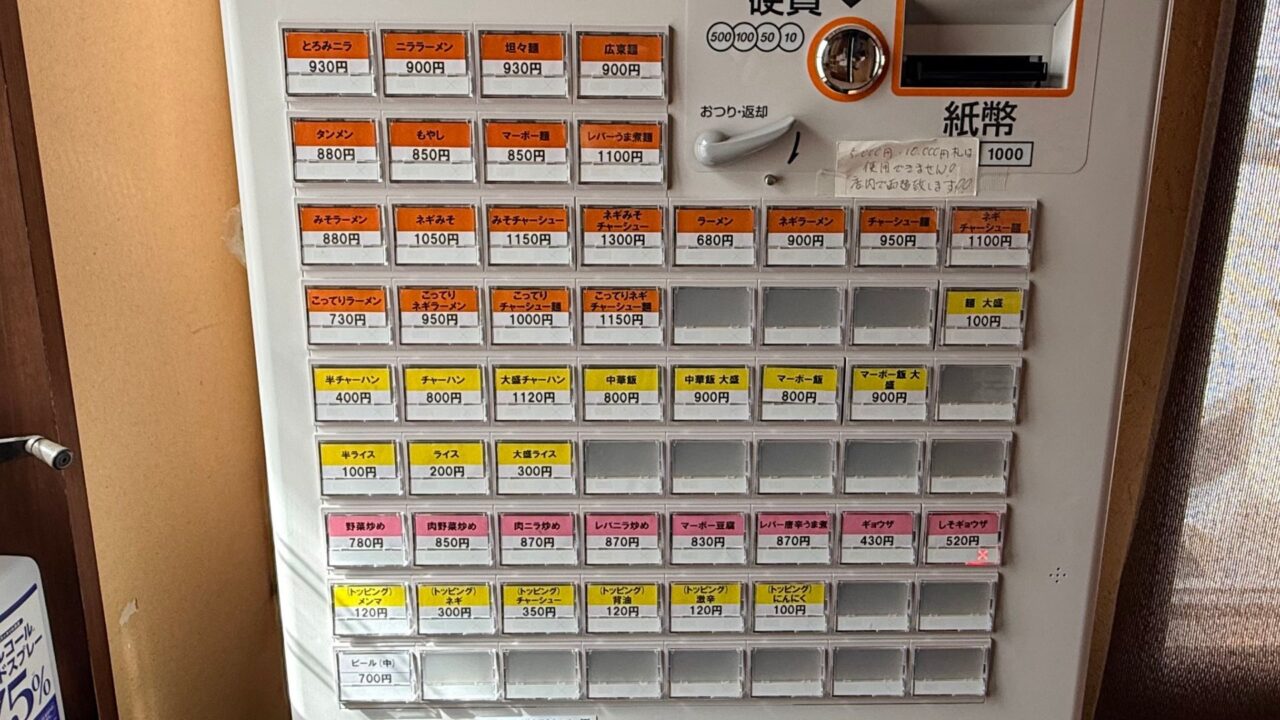 硬貨
500 100 50 10
おつり・返却
紙幣
1000
5,000円・10,000円札は
使用できません。
店内で両替致します。
とろみニラ
930円
ニララーメン
900円
坦々麺
930円
広東麺
900円
タンメン
880円
もやし
850円
マーボー麺
850円
レバーうま煮麺
1100円
みそラーメン
880円
ネギみそ
1050円
みそチャーシュー
1150円
ネギみそ
チャーシュー
1300円
ラーメン
680円
ネギラーメン
900円
チャーシュー麺
950円
ネギ
チャーシュー麺
1100円
こってりラーメン
730円
こってり
ネギラーメン
950円
こってり
チャーシュー麺
1000円
こってりネギ
チャーシュー麺
1150円
麺 大盛
100円
半チャーハン
400円
チャーハン
800円
大盛チャーハン
1120円
中華飯
800円
中華飯 大盛
900円
マーボー飯
800円
マーボー飯 大
盛
900円
半ライス
100円
ライス
200円
大盛ライス
300円
野菜炒め
780円
肉野菜炒め
850円
肉ニラ炒め
870円
レバニラ炒め
870円
マーボー豆腐
830円
レバー唐辛うま煮
870円
ギョウザ
430円
しそギョウザ
520円
(トッピング)
メンマ
120円
(トッピング)
ネギ
300円
(トッピング)
チャーシュー
350円
(トッピング)
背油
120円
(トッピング)
激辛
120円
(トッピング)
にんにく
100円
ビール(中)
700円
コール
ドスプレー
75%